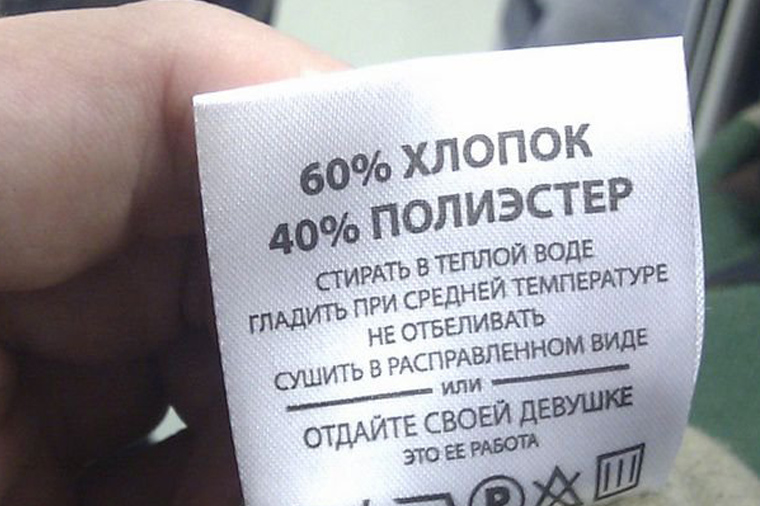 60% ХЛОПОК
40% ПОЛИЭСТЕР
СТИРАТЬ В ТЕПЛОЙ ВОДЕ
ГЛАДИТЬ ПРИ СРЕДНЕЙ ТЕМПЕРАТУРЕ
НЕ ОТБЕЛИВАТЬ
СУШИТЬ В РАСПРАВЛЕННОМ ВИДЕ
ИЛИ
ОТДАЙТЕ СВОЕЙ ДЕВУШКЕ
ЭТО ЕЕ РАБОТА
P